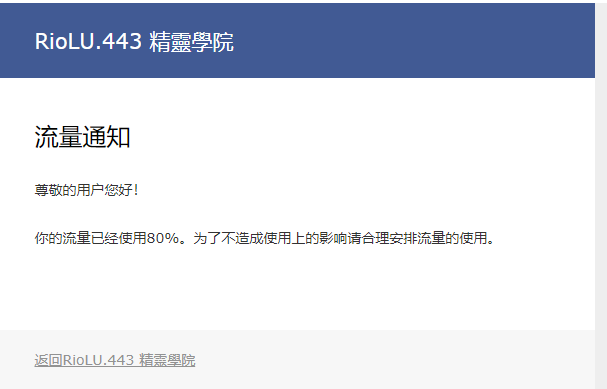 RioLU.443 精靈學院
流量通知
尊敬的用户您好！
你的流量已经使用80%。为了不造成使用上的影响请合理安排流量的使用。
返回RioLU.443 精靈學院